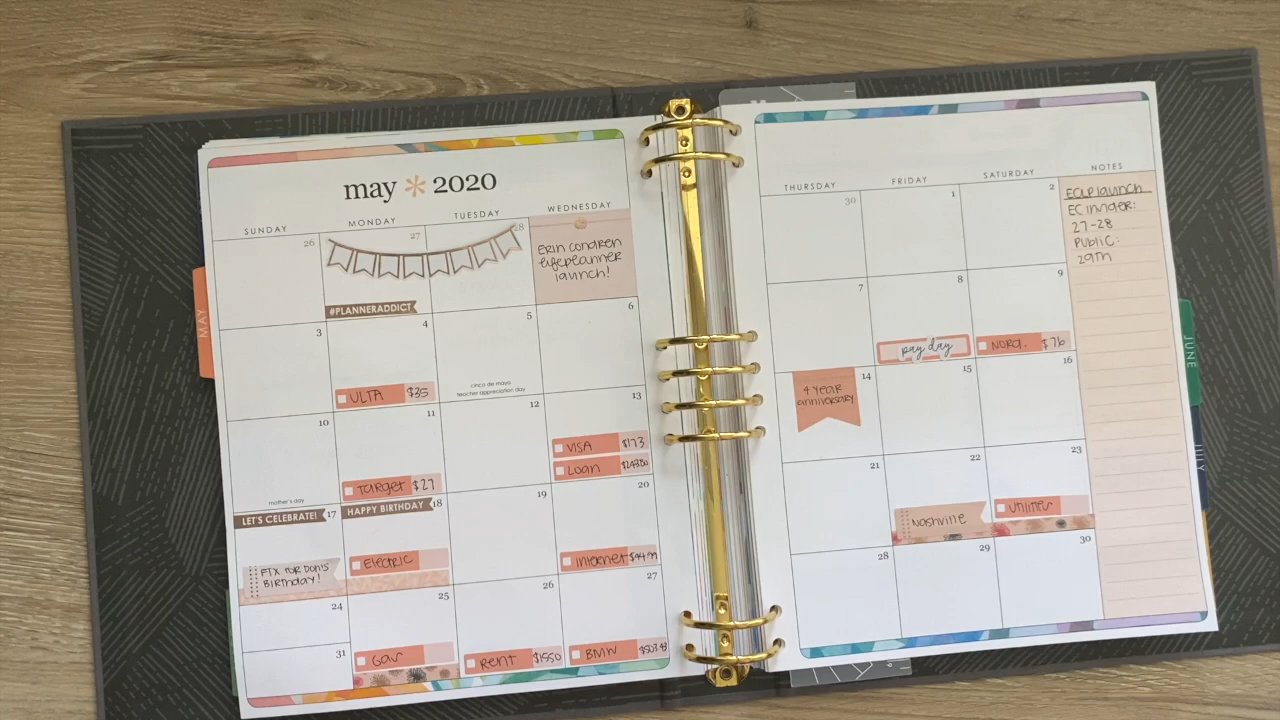 may * 2020
SUNDAY MONDAY TUESDAY WEDNESDAY
26 27 28
Erin Condren
Lifeplanner
launch!
#PLANNERADDICT
3 4 5 6
ULTA $35
cinco de mayo
teacher appreciation day
10 11 12 13
VISA $173
Loan
mother's day
Target $27
LET'S CELEBRATE! 17 HAPPY BIRTHDAY 18 19 20
FTX for Don's
Birthday!
Electric
Internet
24 25 26 27
31
Gas
Rent $1550
BMW
THURSDAY FRIDAY SATURDAY NOTES
30 1 2
ECLP launch
EC insider:
27-28
Public:
29th
7 8 9
pay day
Nord. $76
14 15 16
4 year
anniversary
21 22 23
Nashville
Utilities
28 29 30
MAY
JUNE
JULY